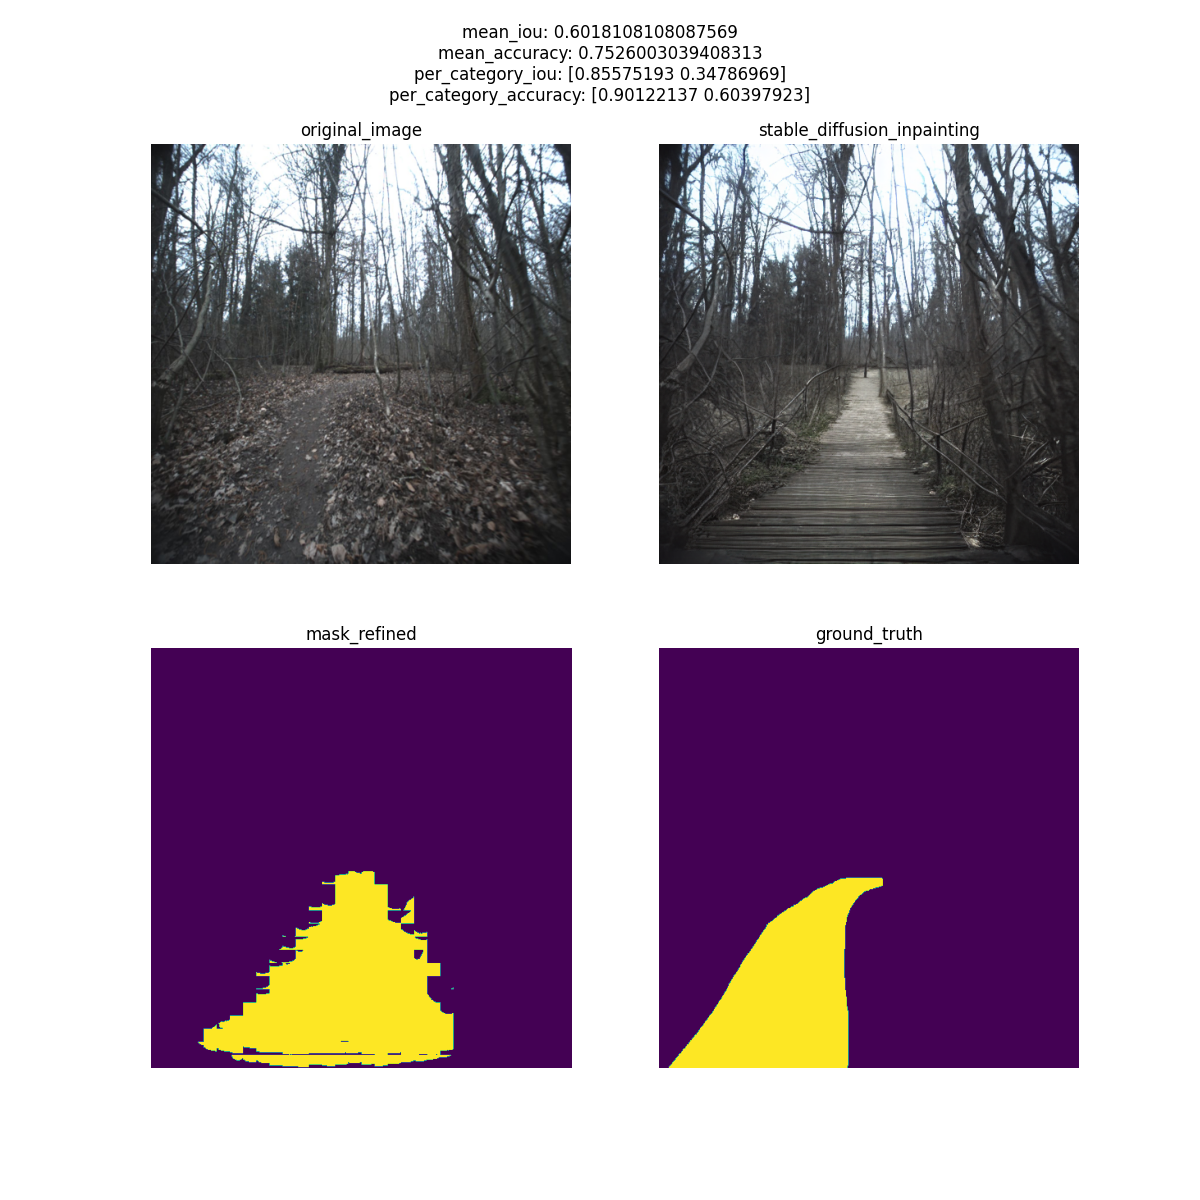 mean_iou: 0.6018108108087569
mean_accuracy: 0.7526003039408313
per_category_iou: [0.85575193 0.34786969]
per_category_accuracy: [0.90122137 0.60397923]
original_image
stable_diffusion_inpainting
mask_refined
ground_truth